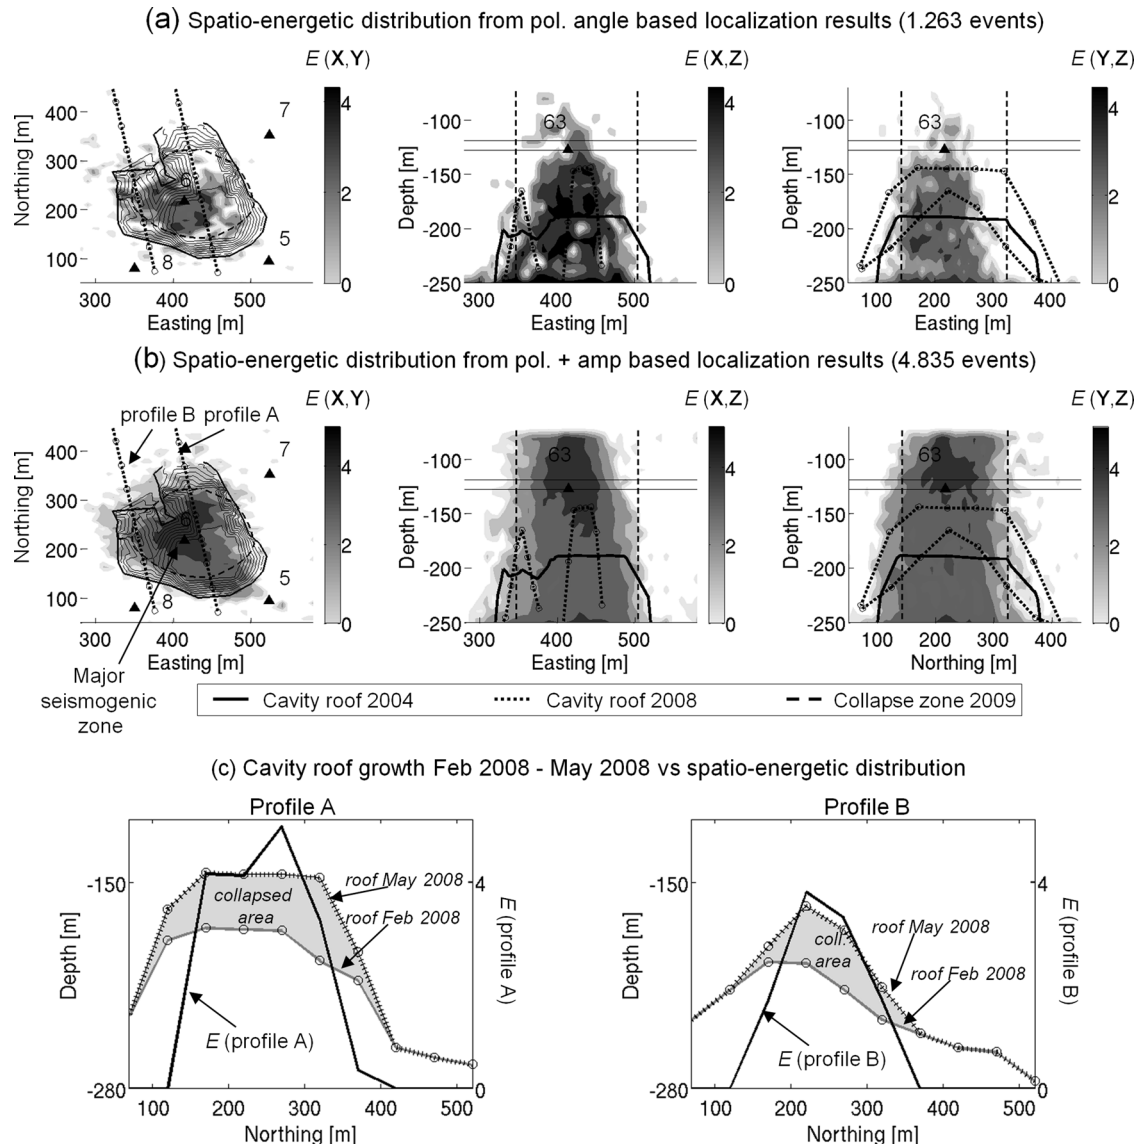 (a) Spatio-energetic distribution from pol. angle based localization results (1.263 events)
E (X,Y)
E (X,Z)
E (Y,Z)
Northing [m]
400
300
200
100
300 400 500
Easting [m]
7
6
5
8
4
2
0
Depth [m]
-100
-150
-200
-250
63
300 400 500
Easting [m]
4
2
0
Depth [m]
-100
-150
-200
-250
63
100 200 300 400
Easting [m]
4
2
0
(b) Spatio-energetic distribution from pol. + amp based localization results (4.835 events)
E (X,Y)
E (X,Z)
E (Y,Z)
profile B profile A
Northing [m]
400
300
200
100
300 400 500
Easting [m]
7
6
5
8
Major
seismogenic
zone
4
2
0
Depth [m]
-100
-150
-200
-250
63
300 400 500
Easting [m]
4
2
0
Depth [m]
-100
-150
-200
-250
63
100 200 300 400
Northing [m]
4
2
0
Cavity roof 2004 Cavity roof 2008 Collapse zone 2009
(c) Cavity roof growth Feb 2008 - May 2008 vs spatio-energetic distribution
Profile A
Depth [m]
-150
-280
collapsed
area
roof May 2008
roof Feb 2008
E (profile A)
4
0
E (profile A)
100 200 300 400 500
Northing [m]
Profile B
Depth [m]
-150
-280
coll.
area
roof May 2008
roof Feb 2008
E (profile B)
4
0
E (profile B)
100 200 300 400 500
Northing [m]